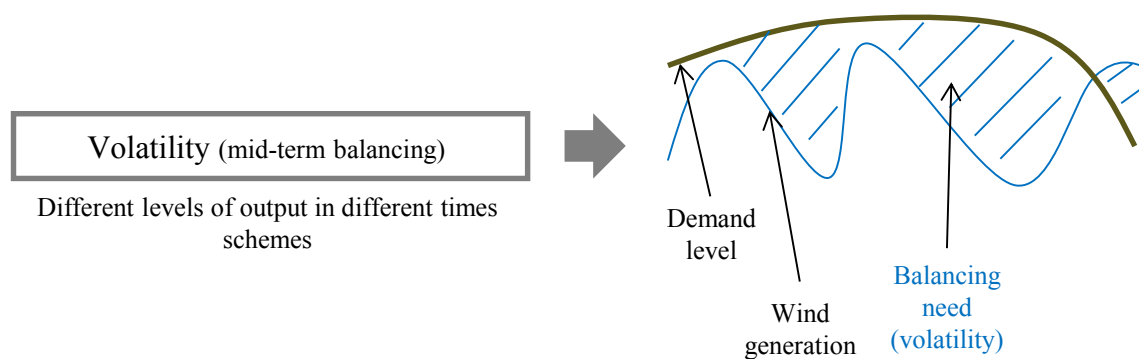 Volatility (mid-term balancing)
Different levels of output in different times
schemes
Demand
level
Wind
generation
Balancing
need
(volatility)